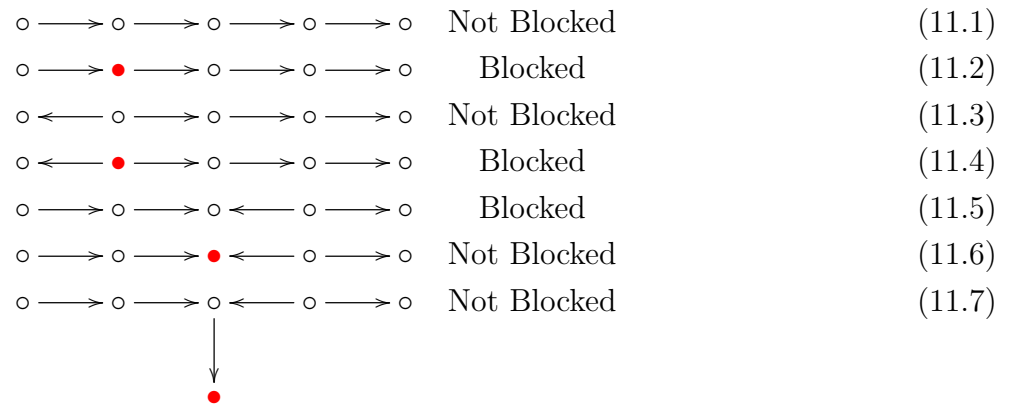 Not Blocked (11.1)
Blocked (11.2)
Not Blocked (11.3)
Blocked (11.4)
Blocked (11.5)
Not Blocked (11.6)
Not Blocked (11.7)